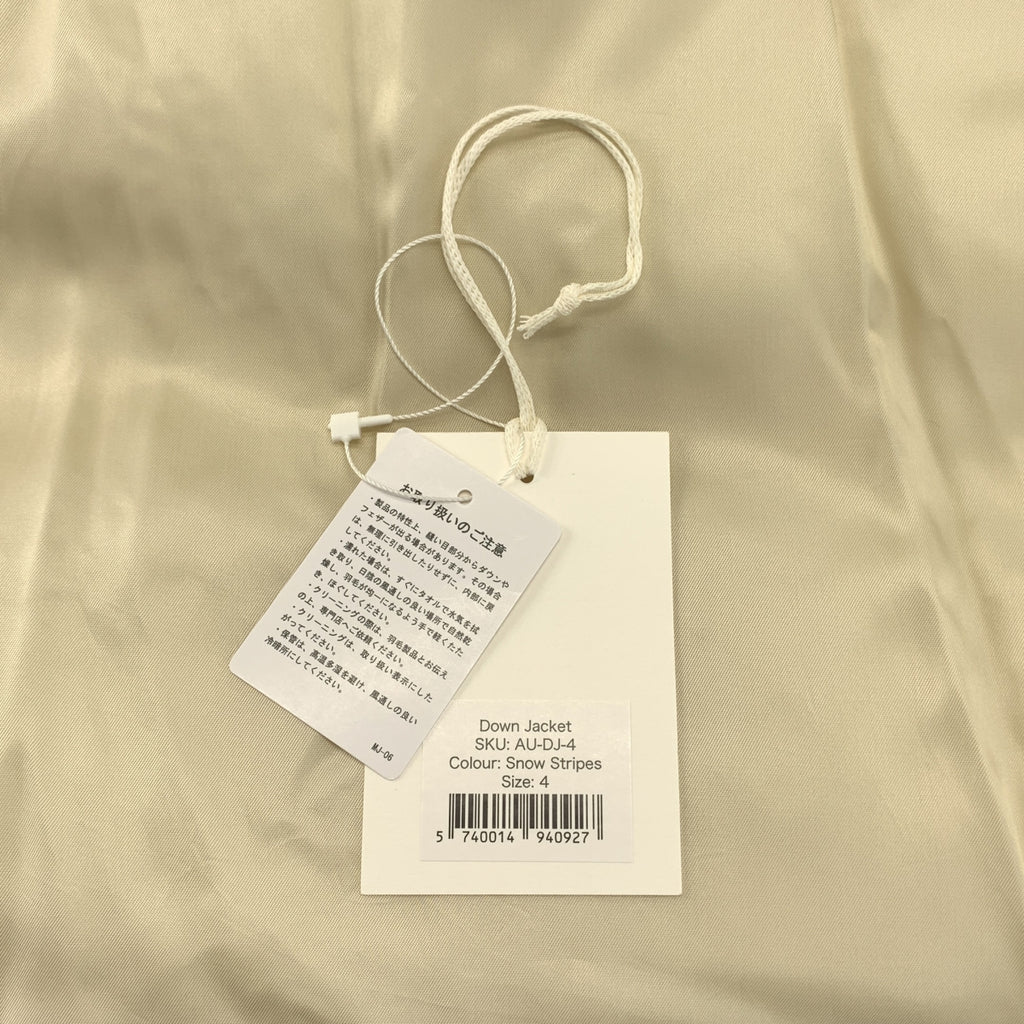 お取り扱いのご注意
・製品の特性上、縫い目部分からダウンや
フェザーが出る場合があります。その場合
は、無理に引き出したりせずに、内部に戻
してください。
・濡れた場合は、すぐにタオルで水気を拭
き取り、日陰の風通しの良い場所で自然乾
燥し、羽毛が均一になるよう手で軽くたた
き、ほぐしてください。
・クリーニングの際は、羽毛製品とお伝え
の上、専門店へご依頼ください。
・クリーニングは、取り扱い表示にした
がってください。
・保管は、高温多湿を避け、風通しの良い
冷暗所にしてください。
MJ-06
Down Jacket
SKU: AU-DJ-4
Colour: Snow Stripes
Size: 4
5 740014 940927